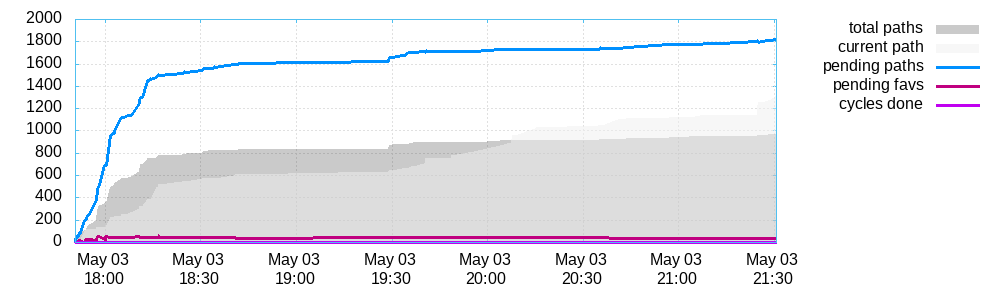 2000
1800
1600
1400
1200
1000
800
600
400
200
0
May 03 May 03 May 03 May 03 May 03 May 03 May 03 May 03
18:00 18:30 19:00 19:30 20:00 20:30 21:00 21:30
total paths
current path
pending paths
pending favs
cycles done